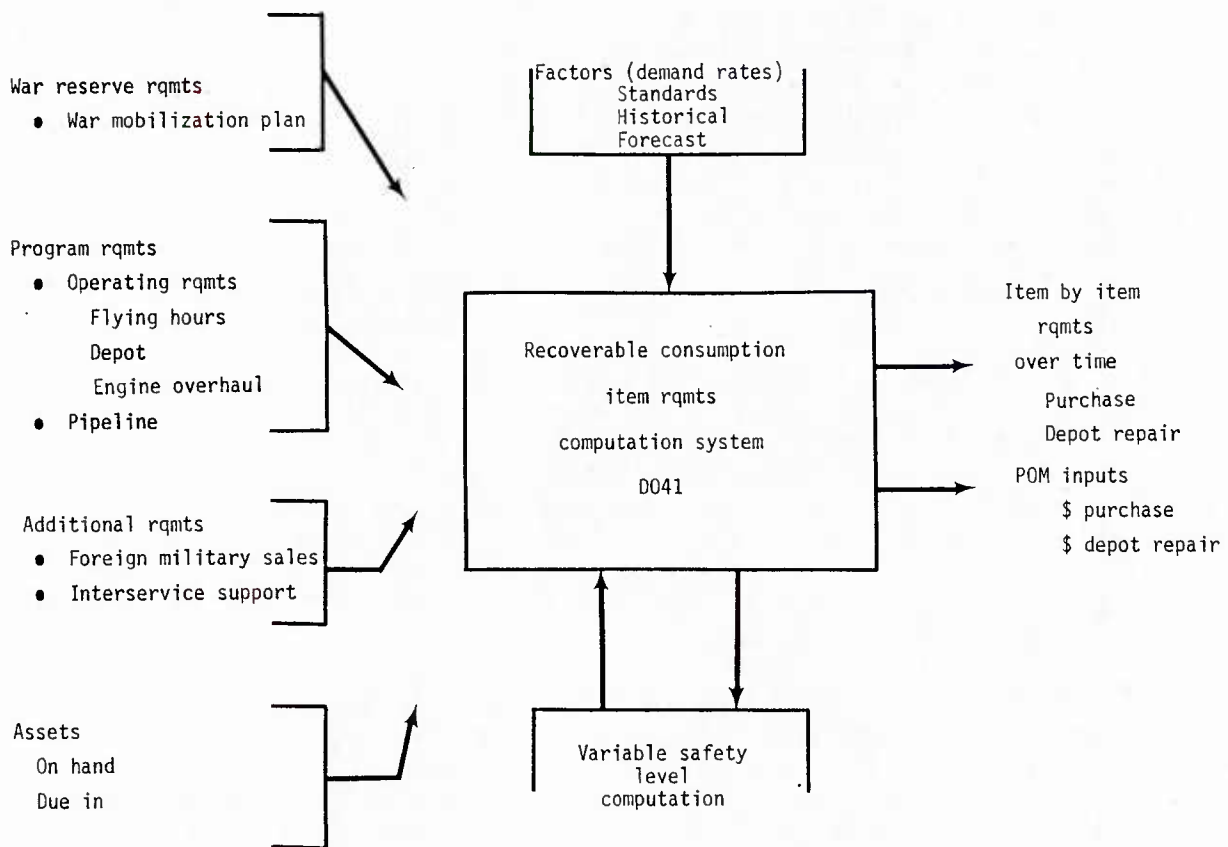 War reserve rqmts
• War mobilization plan
Program rqmts
• Operating rqmts
Flying hours
Depot
Engine overhaul
• Pipeline
Additional rqmts
• Foreign military sales
• Interservice support
Assets
On hand
Due in
Factors (demand rates)
Standards
Historical
Forecast
Recoverable consumption
item rqmts
computation system
D041
Variable safety
level
computation
Item by item
rqmts
over time
Purchase
Depot repair
POM inputs
$ purchase
$ depot repair